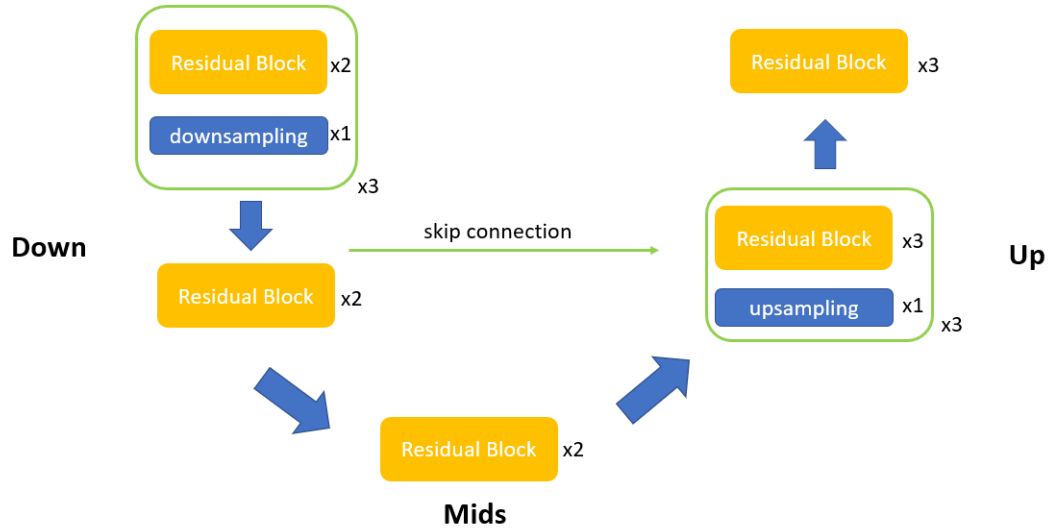 Residual Block x2
downsampling x1
x3
Down
Residual Block x2
skip connection
Residual Block x2
Mids
Residual Block x3
Residual Block x3
upsampling x1
x3
Up